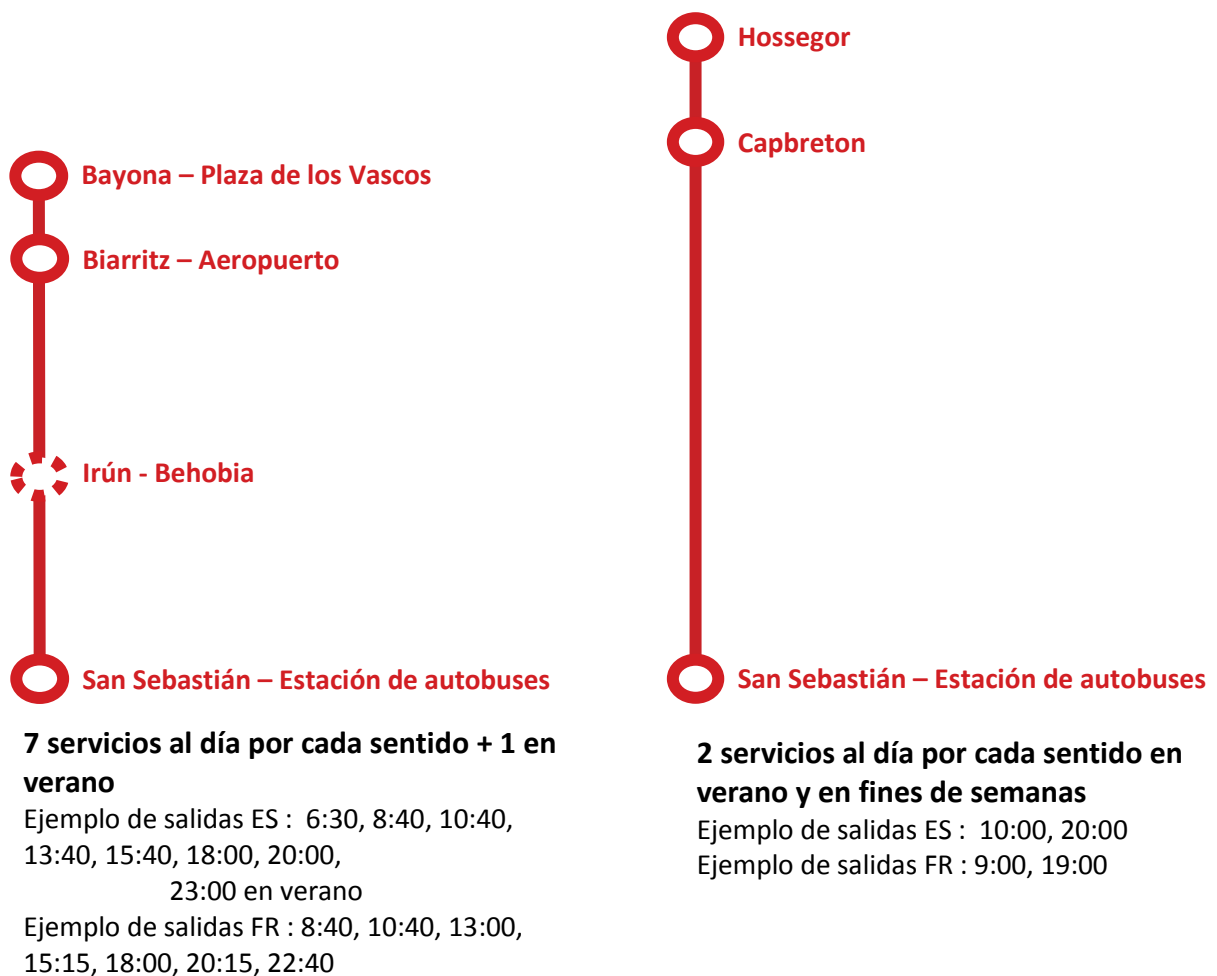 Bayona – Plaza de los Vascos
Biarritz – Aeropuerto
Irún - Behobia
San Sebastián – Estación de autobuses
7 servicios al día por cada sentido + 1 en
verano
Ejemplo de salidas ES :  6:30, 8:40, 10:40,
13:40, 15:40, 18:00, 20:00,
23:00 en verano
Ejemplo de salidas FR : 8:40, 10:40, 13:00,
15:15, 18:00, 20:15, 22:40
Hossegor
Capbreton
San Sebastián – Estación de autobuses
2 servicios al día por cada sentido en
verano y en fines de semanas
Ejemplo de salidas ES :  10:00, 20:00
Ejemplo de salidas FR : 9:00, 19:00